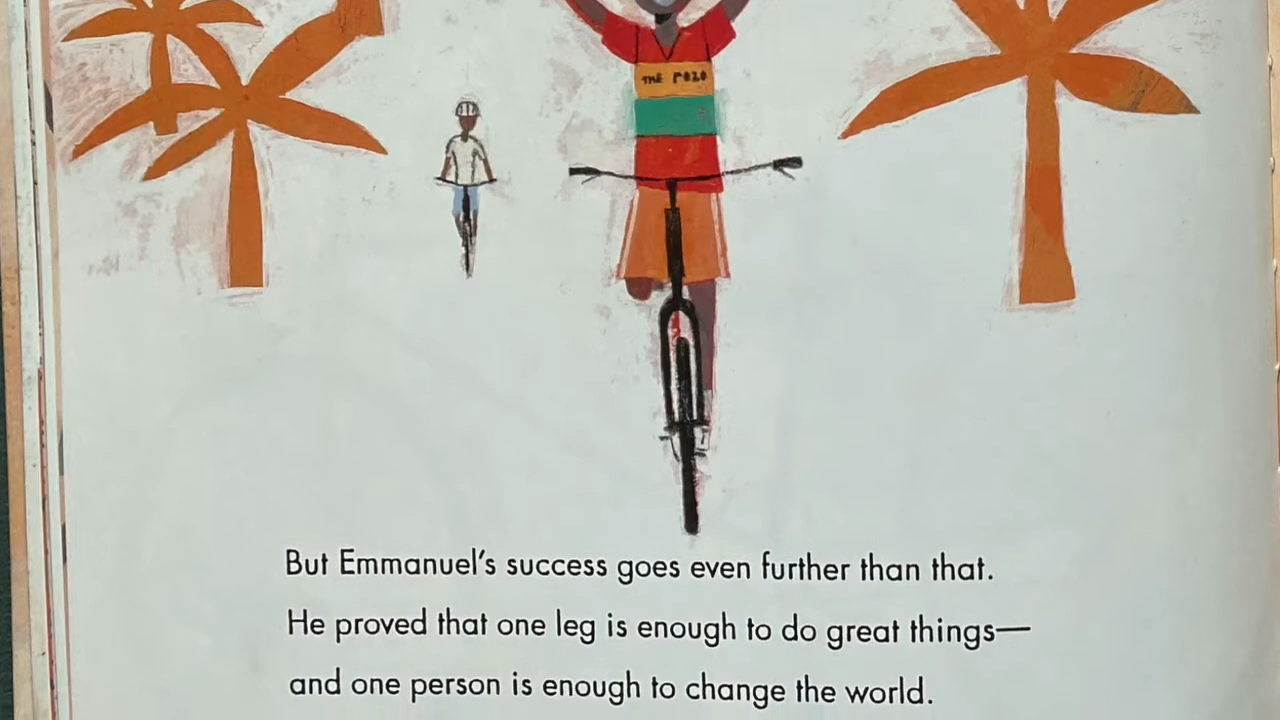 THE POZO
But Emmanuel's success goes even further than that.
He proved that one leg is enough to do great things—
and one person is enough to change the world.